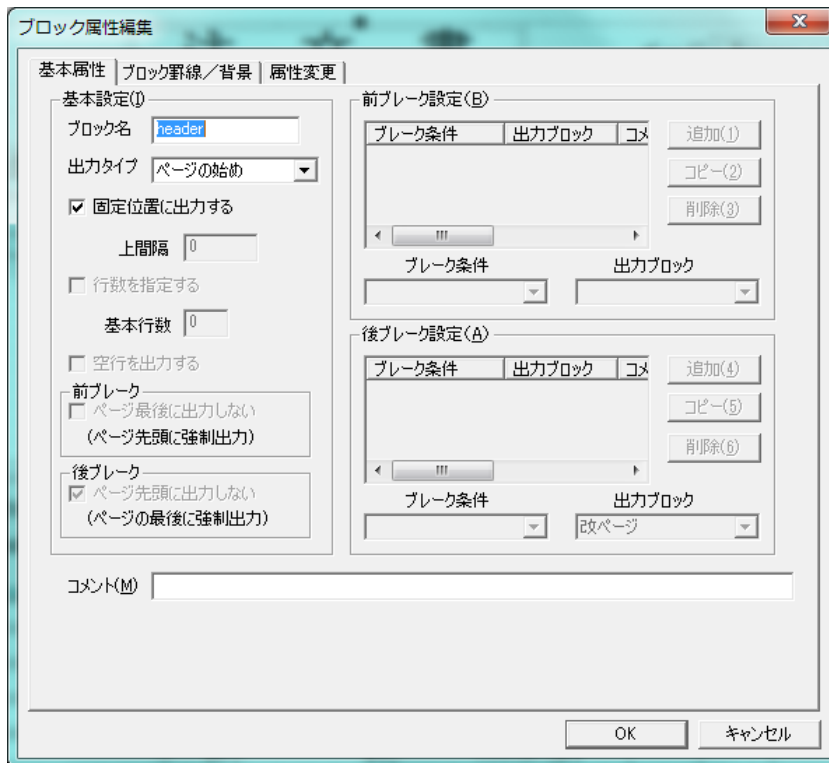 ブロック属性編集
基本属性 ブロック罫線／背景 属性変更
基本設定(I)
ブロック名 header
出力タイプ ページの始め
固定位置に出力する
上間隔 0
行数を指定する
基本行数 0
空行を出力する
前ブレーク
ページ最後に出力しない
(ページ先頭に強制出力)
後ブレーク
ページ先頭に出力しない
(ページの最後に強制出力)
前ブレーク設定(B)
ブレーク条件 出力ブロック コメ
追加(1)
コピー(2)
削除(3)
ブレーク条件 出力ブロック
後ブレーク設定(A)
ブレーク条件 出力ブロック コメ
追加(4)
コピー(5)
削除(6)
ブレーク条件 出力ブロック
改ページ
コメント(M)
OK キャンセル